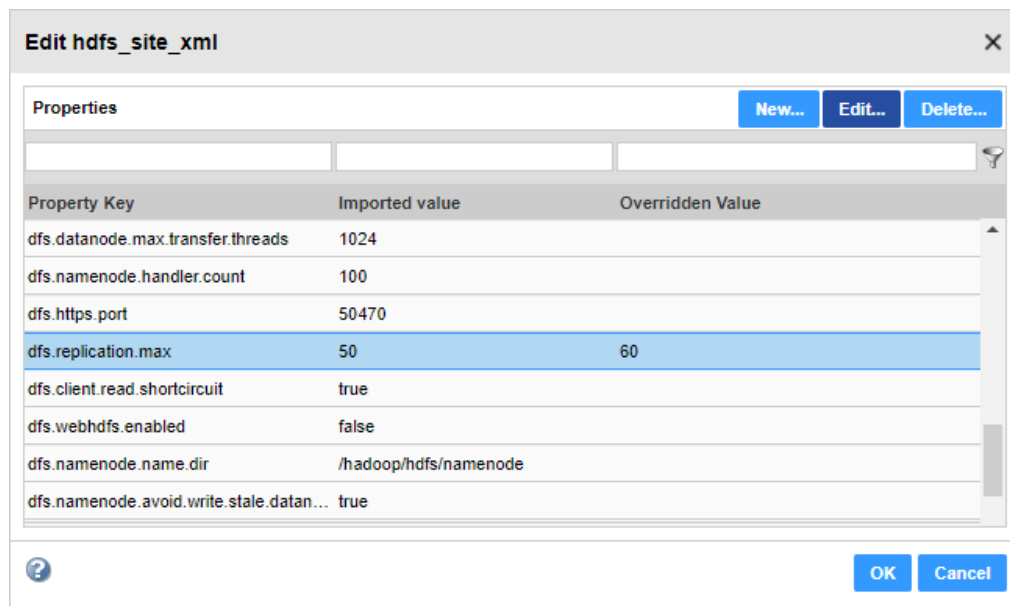 Edit hdfs_site_xml
Properties New... Edit... Delete...
Property Key Imported value Overridden Value
dfs.datanode.max.transfer.threads 1024
dfs.namenode.handler.count 100
dfs.https.port 50470
dfs.replication.max 50 60
dfs.client.read.shortcircuit true
dfs.webhdfs.enabled false
dfs.namenode.name.dir /hadoop/hdfs/namenode
dfs.namenode.avoid.write.stale.datan... true
OK Cancel